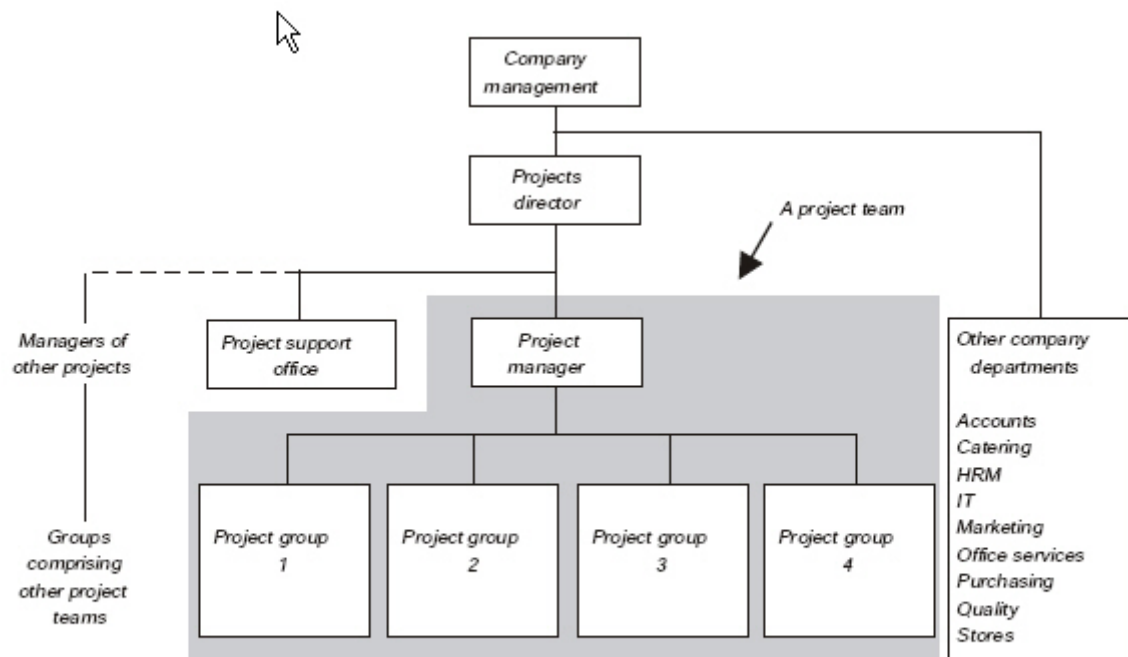 Company
management
Projects
director
A project team
Managers of
other projects
Project support
office
Project
manager
Other company
departments
Accounts
Catering
HRM
IT
Marketing
Office services
Purchasing
Quality
Stores
Groups
comprising
other project
teams
Project group
1
Project group
2
Project group
3
Project group
4